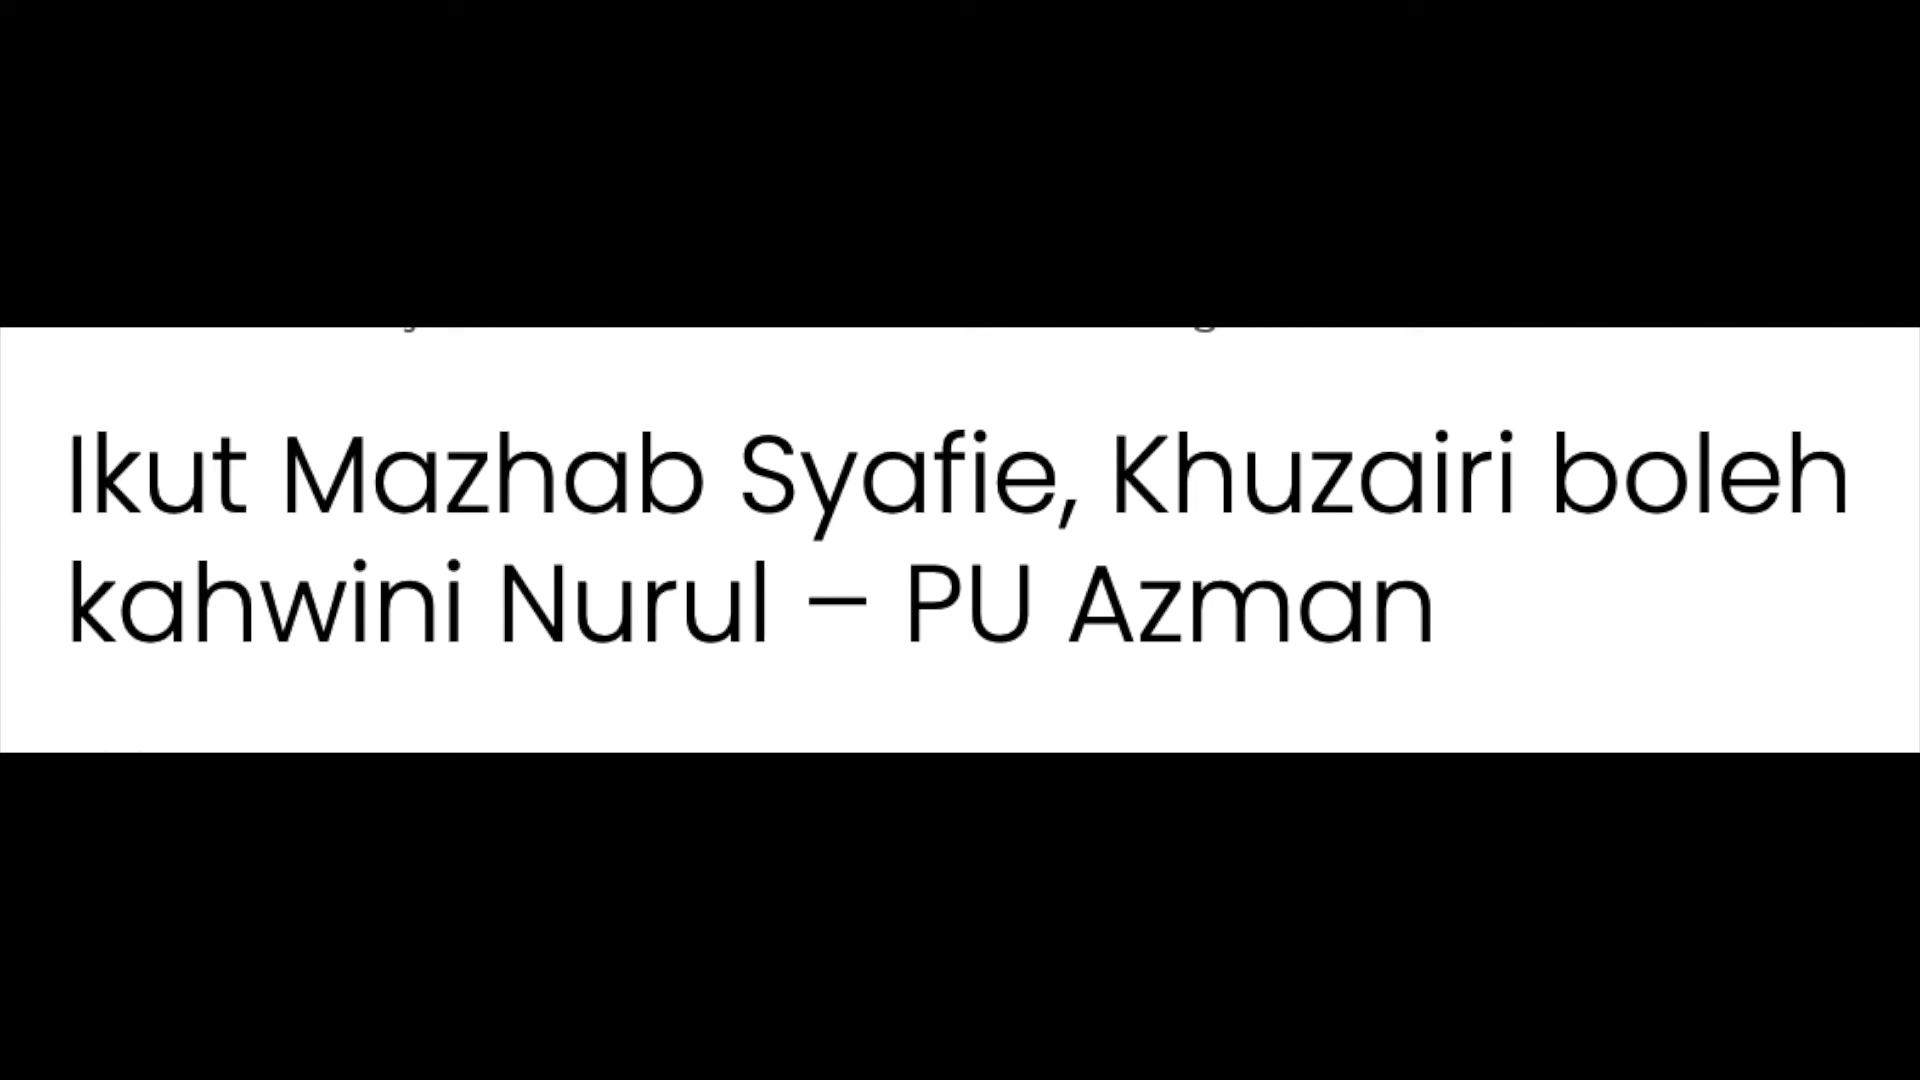 Ikut Mazhab Syafie, Khuzairi boleh
kahwini Nurul – PU Azman